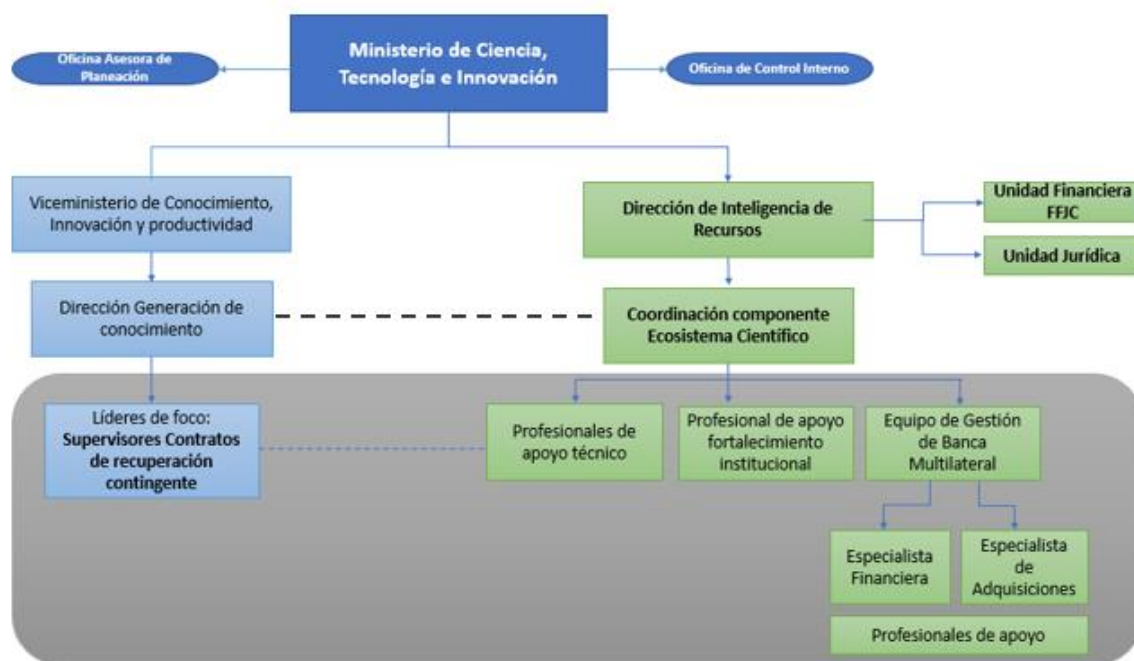 Ministerio de Ciencia,
Tecnología e Innovación
Oficina Asesora de
Planeación
Oficina de Control Interno
Viceministerio de Conocimiento,
Innovación y productividad
Dirección de Inteligencia de
Recursos
Unidad Financiera
FFJC
Unidad Jurídica
Dirección Generación de
conocimiento
Coordinación componente
Ecosistema Científico
Líderes de foco:
Supervisores Contratos
de recuperación
contingente
Profesionales de
apoyo técnico
Profesional de apoyo
fortalecimiento
institucional
Equipo de Gestión
de Banca
Multilateral
Especialista
Financiera
Especialista
de
Adquisiciones
Profesionales de apoyo